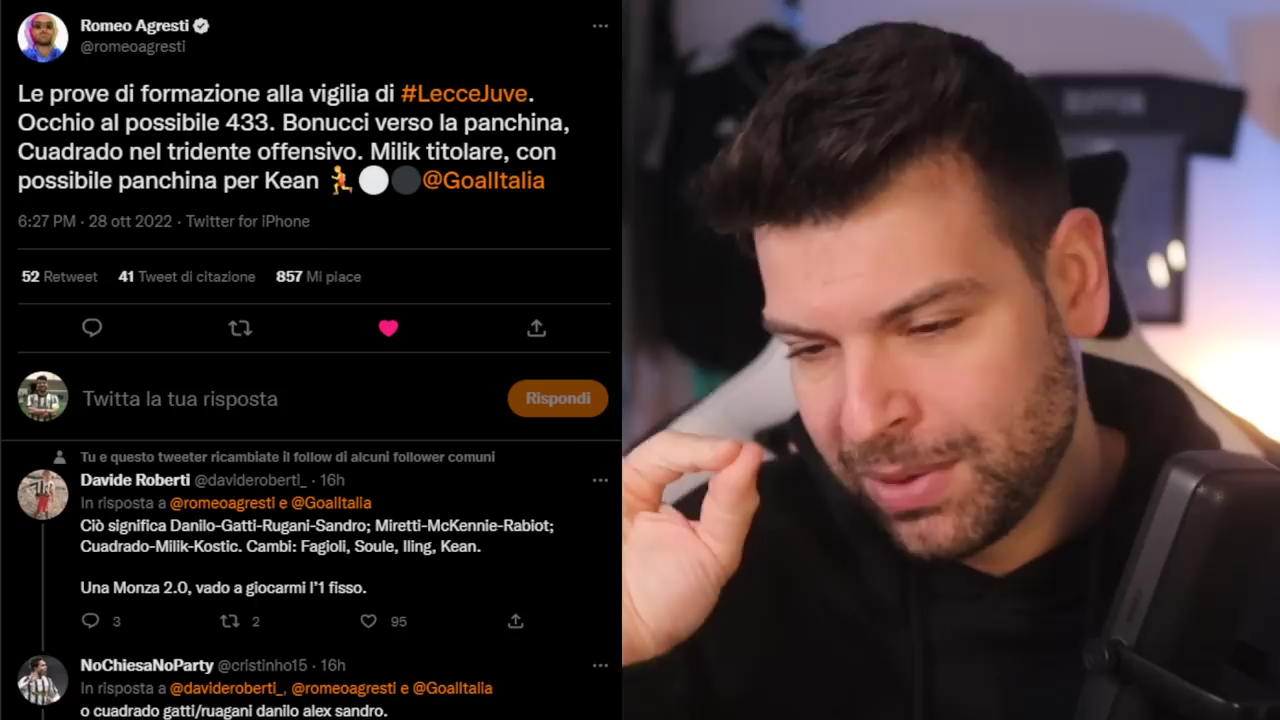 Romeo Agresti
@romeoagresti
Le prove di formazione alla vigilia di #LecceJuve.
Occhio al possibile 433. Bonucci verso la panchina,
Cuadrado nel tridente offensivo. Milik titolare, con
possibile panchina per Kean 🏃⚪⚫@GoalItalia
6:27 PM · 28 ott 2022 · Twitter for iPhone
52 Retweet 41 Tweet di citazione 857 Mi piace
Twitta la tua risposta
Rispondi
Tu e questo tweeter ricambiate il follow di alcuni follower comuni
Davide Roberti @davideroberti_ · 16h
In risposta a @romeoagresti e @GoalItalia
Ciò significa Danilo-Gatti-Rugani-Sandro; Miretti-McKennie-Rabiot;
Cuadrado-Milik-Kostic. Cambi: Fagioli, Soule, Iling, Kean.
Una Monza 2.0, vado a giocarmi l'1 fisso.
3 2 95
NoChiesaNoParty @cristinho15 · 16h
In risposta a @davideroberti_, @romeoagresti e @GoalItalia
o cuadrado gatti/ruagani danilo alex sandro.